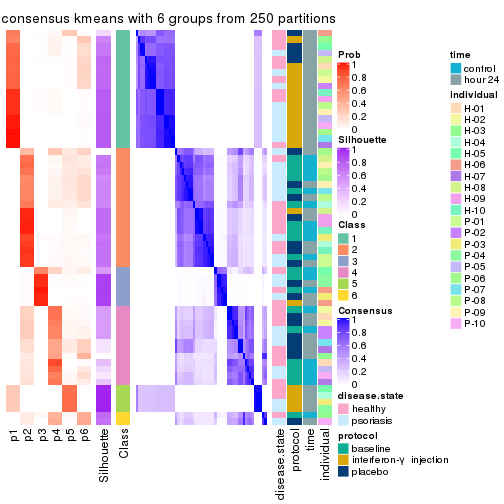 consensus kmeans with 6 groups from 250 partitions
p1
p2
p3
p4
p5
p6
Silhouette
Class
disease.state
protocol
time
individual
Prob
1
0.8
0.6
0.4
0.2
0
Silhouette
1
0.8
0.6
0.4
0.2
0
Class
1
2
3
4
5
6
Consensus
1
0.8
0.6
0.4
0.2
0
disease.state
healthy
psoriasis
protocol
baseline
interferon-γ injection
placebo
time
control
hour 24
individual
H-01
H-02
H-03
H-04
H-05
H-06
H-07
H-08
H-09
H-10
P-01
P-02
P-03
P-04
P-05
P-06
P-07
P-08
P-09
P-10